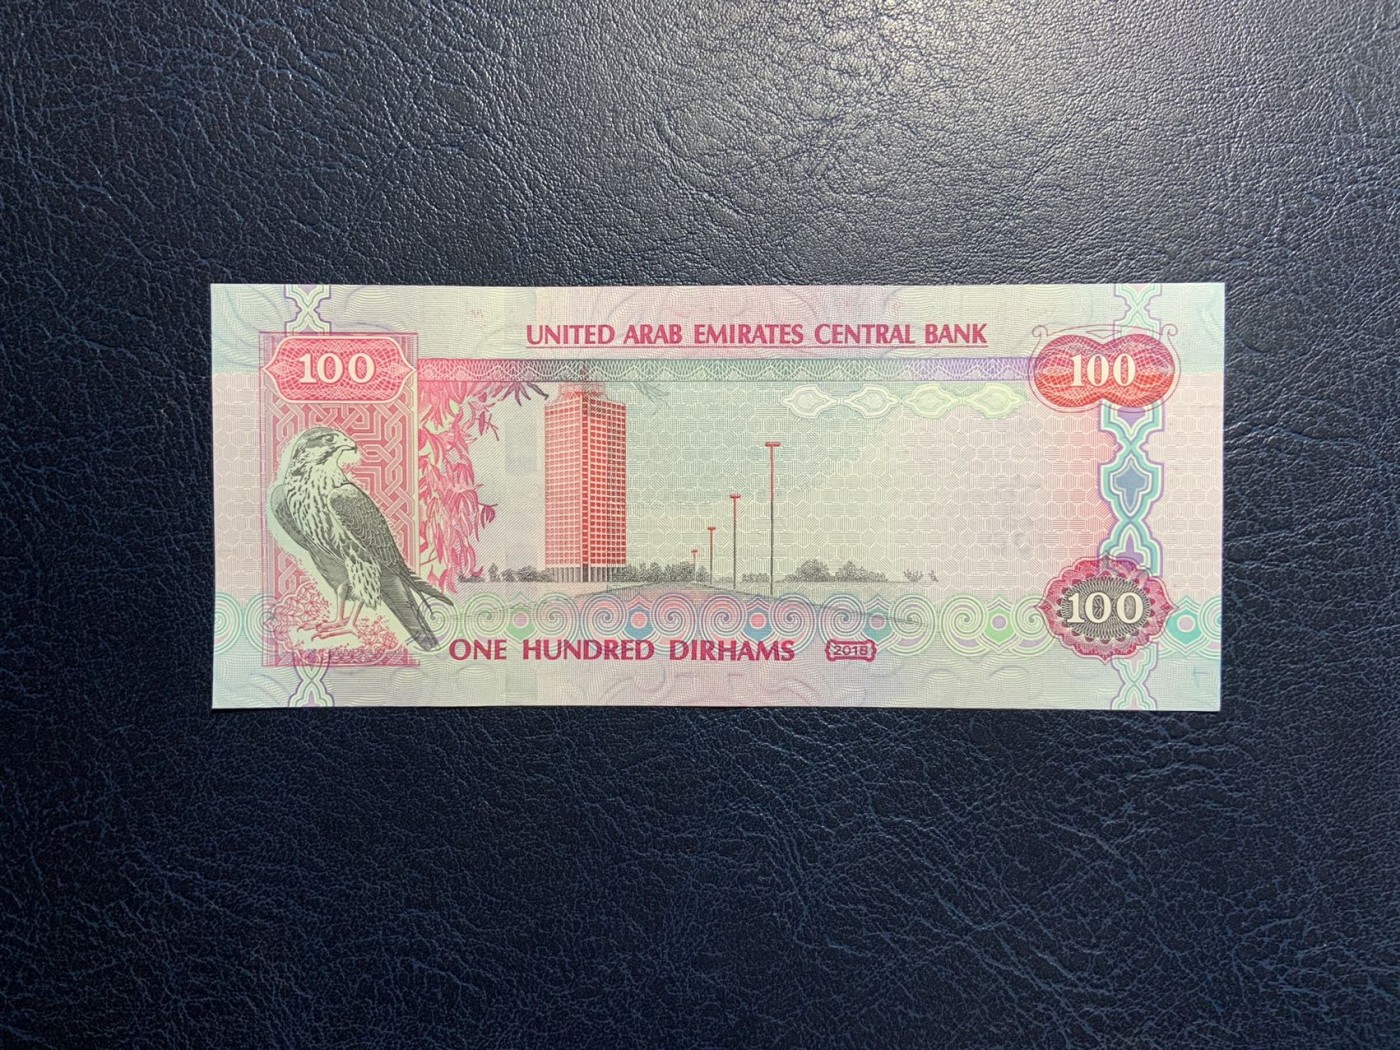 UNITED ARAB EMIRATES CENTRAL BANK
100
100
100
ONE HUNDRED DIRHAMS
2018